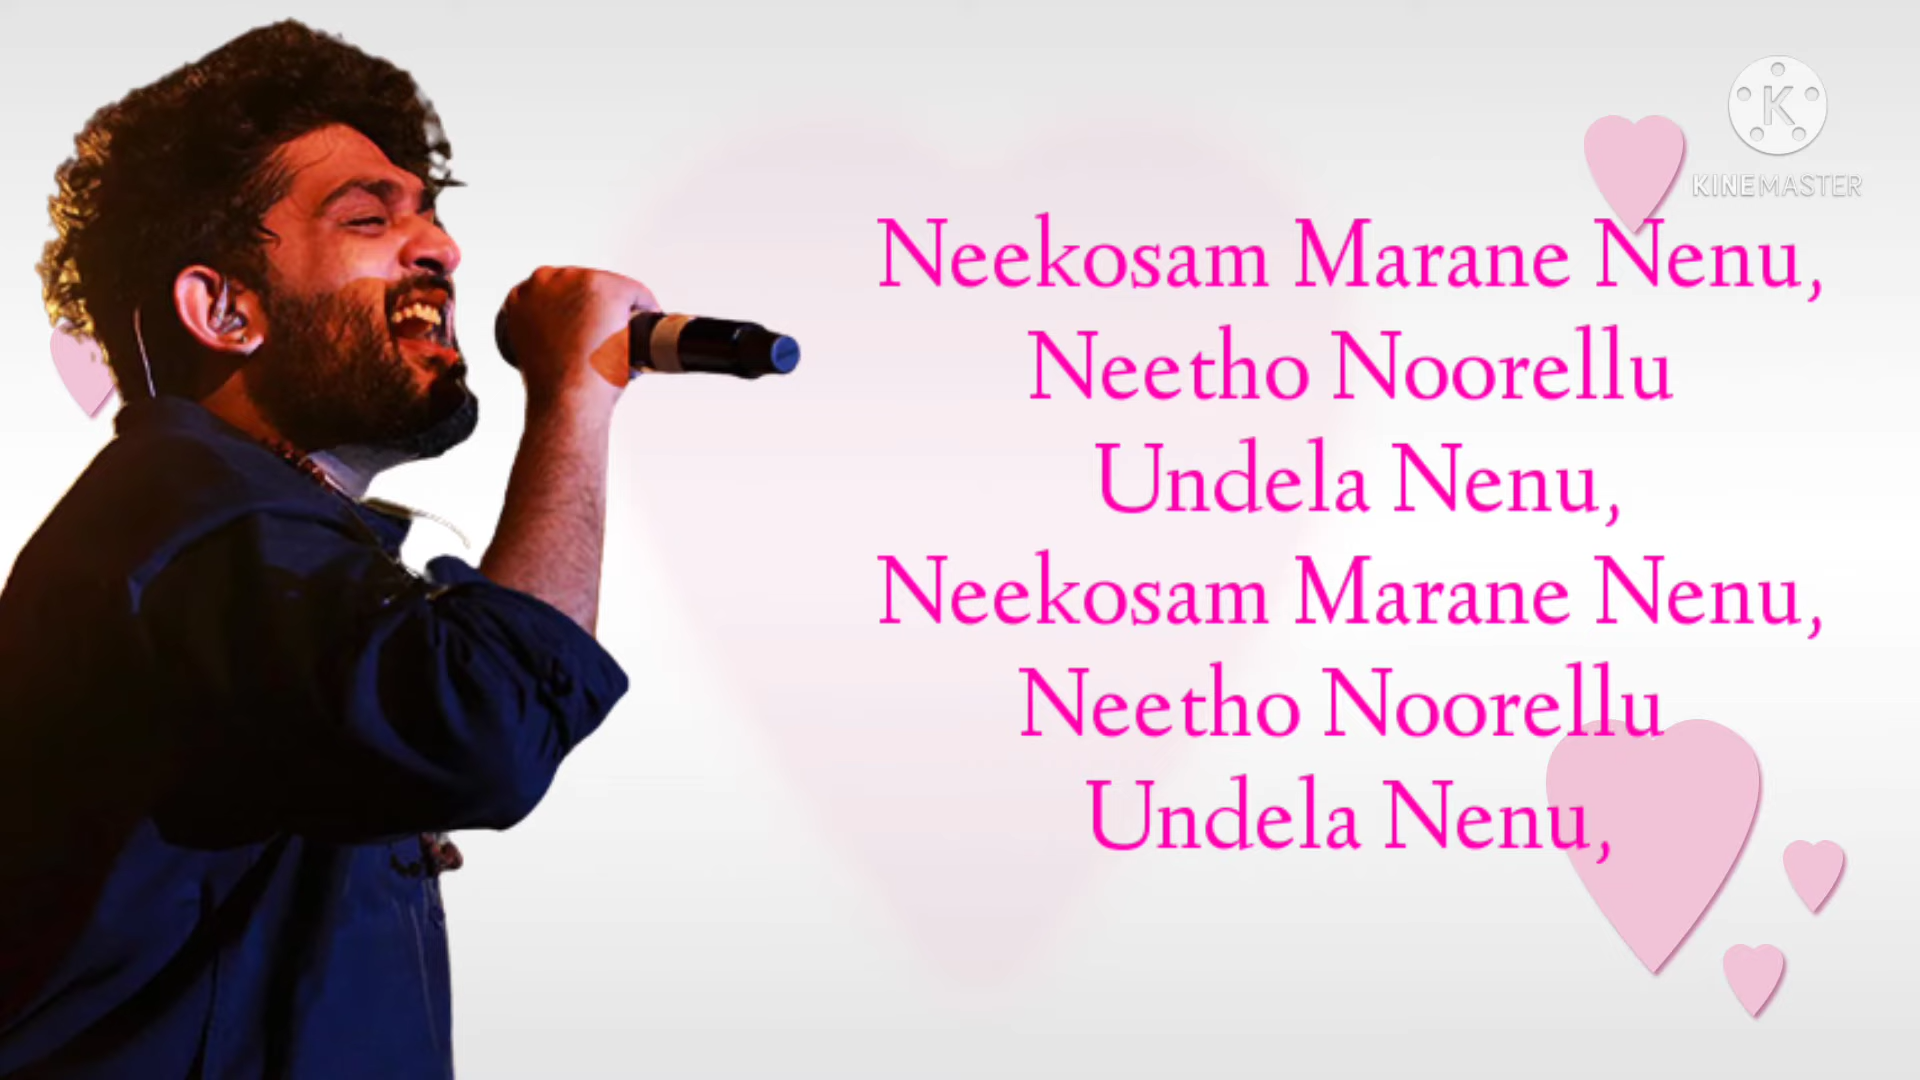 K
KINEMASTER
Neekosam Marane Nenu,
Neetho Noorellu
Undela Nenu,
Neekosam Marane Nenu,
Neetho Noorellu
Undela Nenu,